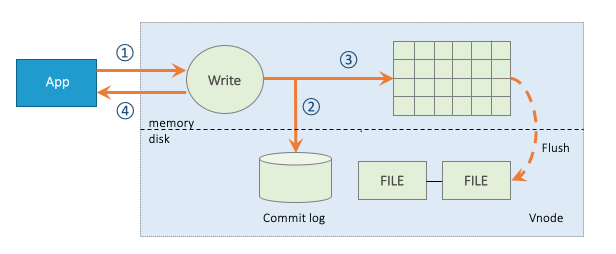 ①
③
App
Write
④
②
memory
disk
Flush
FILE
FILE
Commit log
Vnode